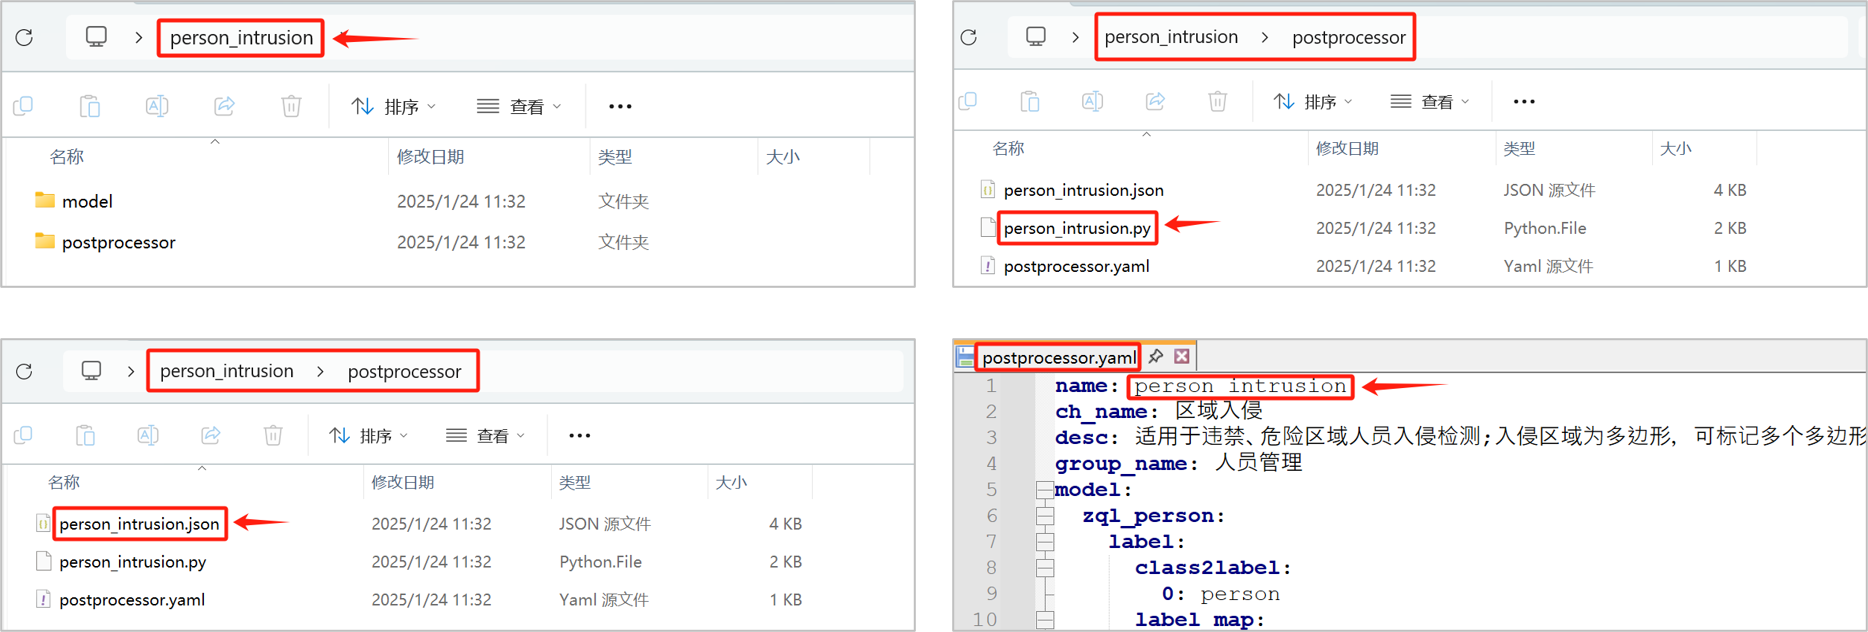 person_intrusion
排序 查看
名称 修改日期 类型 大小
model 2025/1/24 11:32 文件夹
postprocessor 2025/1/24 11:32 文件夹
person_intrusion > postprocessor
排序 查看
名称 修改日期 类型 大小
person_intrusion.json 2025/1/24 11:32 JSON 源文件 4 KB
person_intrusion.py 2025/1/24 11:32 Python.File 2 KB
postprocessor.yaml 2025/1/24 11:32 Yaml 源文件 1 KB
person_intrusion > postprocessor
排序 查看
名称 修改日期 类型 大小
person_intrusion.json 2025/1/24 11:32 JSON 源文件 4 KB
person_intrusion.py 2025/1/24 11:32 Python.File 2 KB
postprocessor.yaml 2025/1/24 11:32 Yaml 源文件 1 KB
postprocessor.yaml
1 name: person_intrusion
2 ch_name: 区域入侵
3 desc: 适用于违禁、危险区域人员入侵检测;入侵区域为多边形, 可标记多个多边形
4 group_name: 人员管理
5 model:
6 zql_person:
7 label:
8 class2label:
9 0: person
10 label_map: